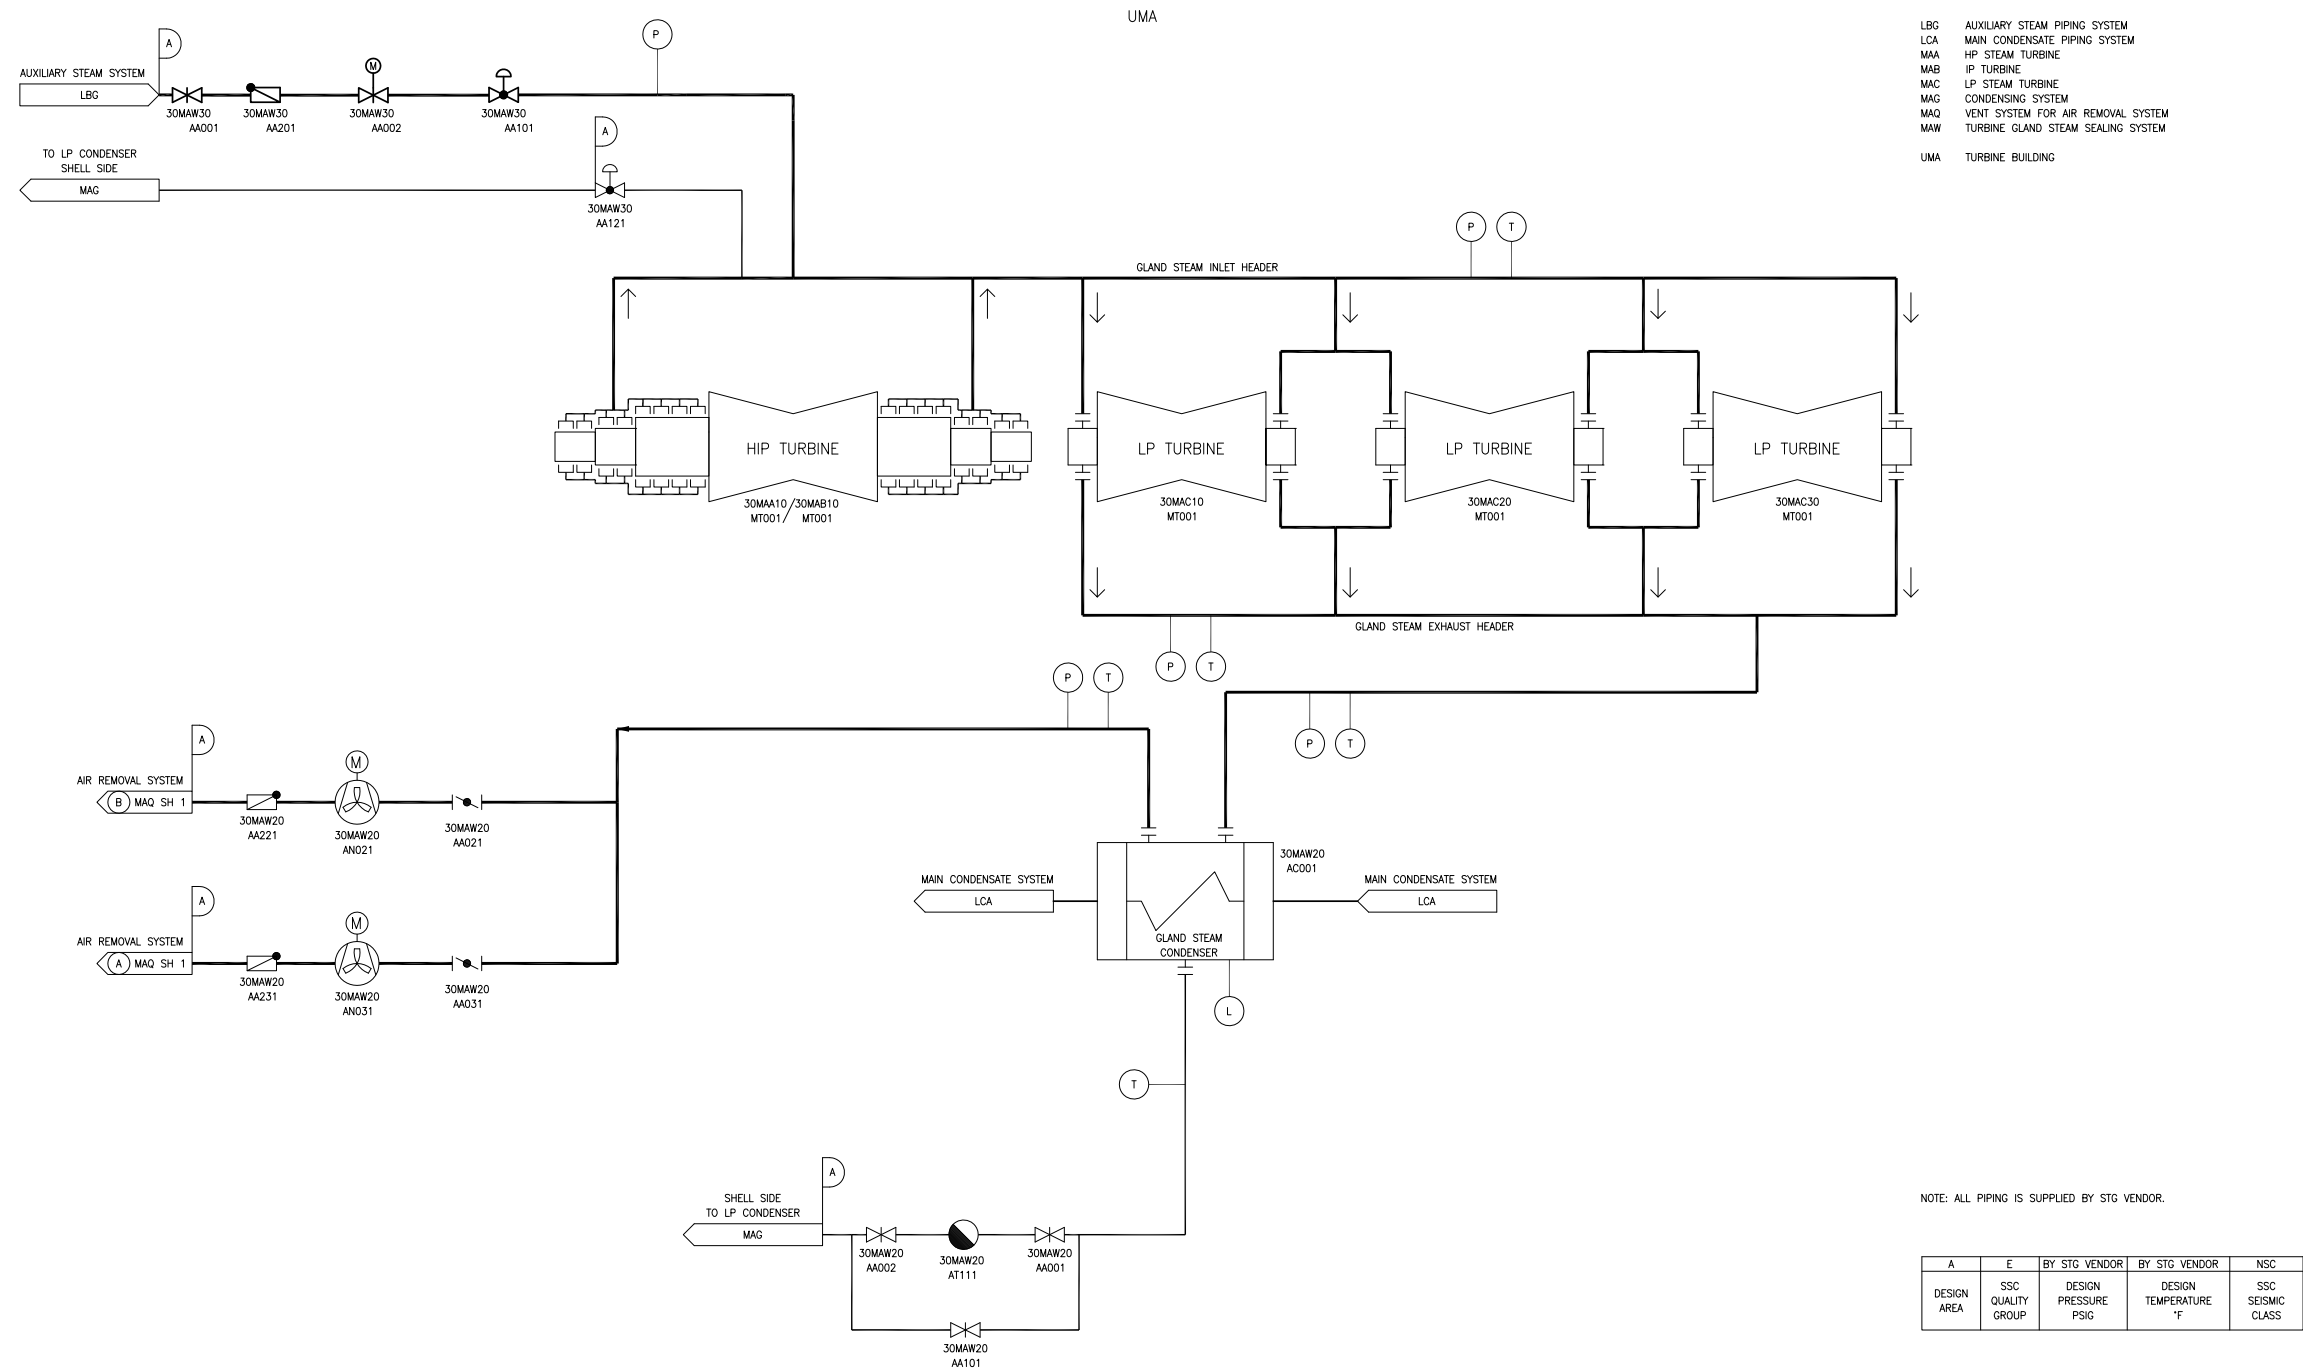 UMA
LBG AUXILIARY STEAM PIPING SYSTEM
LCA MAIN CONDENSATE PIPING SYSTEM
MAA HP STEAM TURBINE
MAB IP TURBINE
MAC LP STEAM TURBINE
MAG CONDENSING SYSTEM
MAQ VENT SYSTEM FOR AIR REMOVAL SYSTEM
MAW TURBINE GLAND STEAM SEALING SYSTEM
UMA TURBINE BUILDING
A
P
M
AUXILIARY STEAM SYSTEM
LBG
30MAW30
AA001
30MAW30
AA201
30MAW30
AA002
30MAW30
AA101
A
TO LP CONDENSER
SHELL SIDE
MAG
30MAW30
AA121
P
T
GLAND STEAM INLET HEADER
HIP TURBINE
30MAA10/30MAB10
MT001/ MT001
LP TURBINE
30MAC10
MT001
LP TURBINE
30MAC20
MT001
LP TURBINE
30MAC30
MT001
GLAND STEAM EXHAUST HEADER
P
T
P
T
P
T
A
AIR REMOVAL SYSTEM
B MAQ SH 1
30MAW20
AA221
M
30MAW20
AN021
30MAW20
AA021
A
AIR REMOVAL SYSTEM
A MAQ SH 1
30MAW20
AA231
M
30MAW20
AN031
30MAW20
AA031
MAIN CONDENSATE SYSTEM
LCA
30MAW20
AC001
GLAND STEAM
CONDENSER
MAIN CONDENSATE SYSTEM
LCA
L
T
A
SHELL SIDE
TO LP CONDENSER
MAG
30MAW20
AA002
30MAW20
AT111
30MAW20
AA001
30MAW20
AA101
NOTE: ALL PIPING IS SUPPLIED BY STG VENDOR.
A E BY STG VENDOR BY STG VENDOR NSC
DESIGN
AREA
SSC
QUALITY
GROUP
DESIGN
PRESSURE
PSIG
DESIGN
TEMPERATURE
°F
SSC
SEISMIC
CLASS